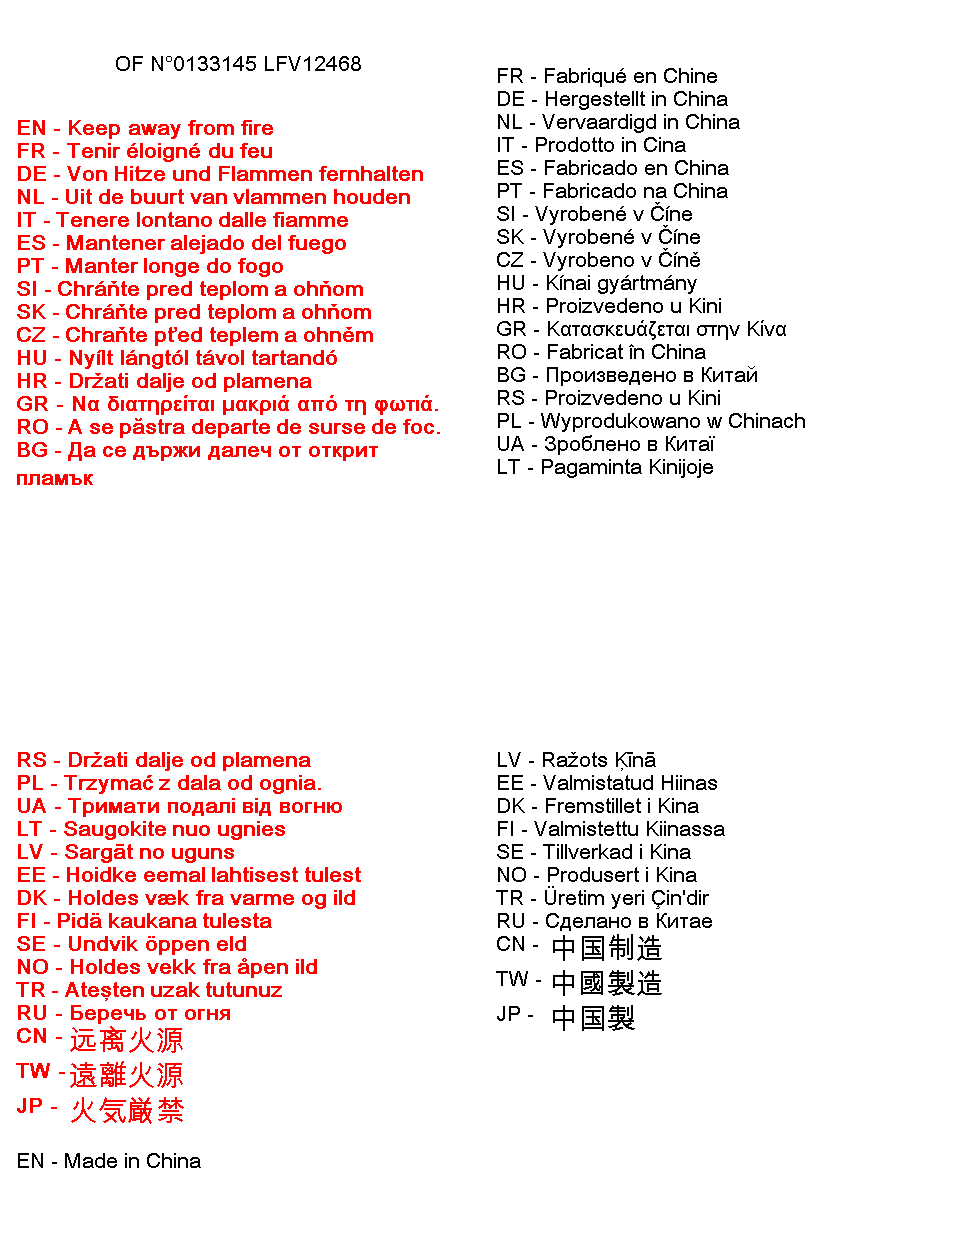 OF N°0133145 LFV12468
EN - Keep away from fire
FR - Tenir éloigné du feu
DE - Von Hitze und Flammen fernhalten
NL - Uit de buurt van vlammen houden
IT - Tenere lontano dalle fiamme
ES - Mantener alejado del fuego
PT - Manter longe do fogo
SI - Chráňte pred teplom a ohňom
SK - Chráňte pred teplom a ohňom
CZ - Chraňte pťed teplem a ohněm
HU - Nyílt lángtól távol tartandó
HR - Držati dalje od plamena
GR - Να διατηρείται μακριά από τη φωτιά.
RO - A se păstra departe de surse de foc.
BG - Да се държи далеч от открит
пламък
RS - Držati dalje od plamena
PL - Trzymać z dala od ognia.
UA - Тримати подалі від вогню
LT - Saugokite nuo ugnies
LV - Sargāt no uguns
EE - Hoidke eemal lahtisest tulest
DK - Holdes væk fra varme og ild
FI - Pidä kaukana tulesta
SE - Undvik öppen eld
NO - Holdes vekk fra åpen ild
TR - Ateşten uzak tutunuz
RU - Беречь от огня
CN - 远离火源
TW - 遠離火源
JP - 火気厳禁
EN - Made in China
FR - Fabriqué en Chine
DE - Hergestellt in China
NL - Vervaardigd in China
IT - Prodotto in Cina
ES - Fabricado en China
PT - Fabricado na China
SI - Vyrobené v Číne
SK - Vyrobené v Číne
CZ - Vyrobeno v Číně
HU - Kínai gyártmány
HR - Proizvedeno u Kini
GR - Κατασκευάζεται στην Κίνα
RO - Fabricat în China
BG - Произведено в Китай
RS - Proizvedeno u Kini
PL - Wyprodukowano w Chinach
UA - Зроблено в Китаї
LT - Pagaminta Kinijoje
LV - Ražots Ķīnā
EE - Valmistatud Hiinas
DK - Fremstillet i Kina
FI - Valmistettu Kiinassa
SE - Tillverkad i Kina
NO - Produsert i Kina
TR - Üretim yeri Çin'dir
RU - Сделано в Китае
CN - 中国制造
TW - 中國製造
JP - 中国製